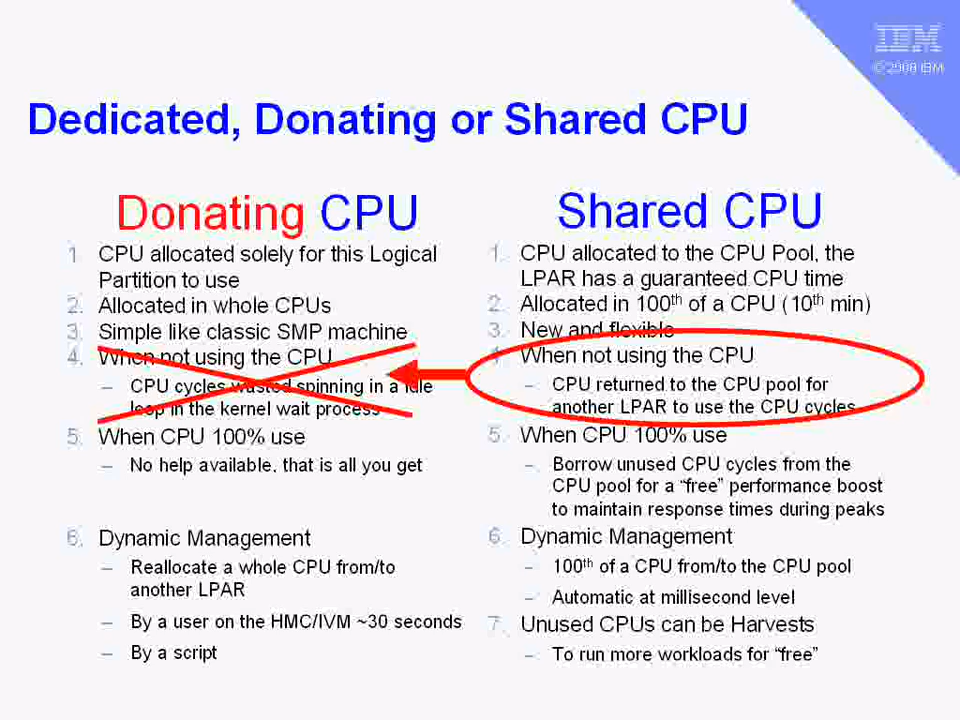 IBM
© 2008 IBM
Dedicated, Donating or Shared CPU
Donating CPU
1. CPU allocated solely for this Logical
Partition to use
2. Allocated in whole CPUs
3. Simple like classic SMP machine
4. When not using the CPU
– CPU cycles wasted spinning in a idle
loop in the kernel wait process
5. When CPU 100% use
– No help available, that is all you get
6. Dynamic Management
– Reallocate a whole CPU from/to
another LPAR
– By a user on the HMC/IVM ~30 seconds
– By a script
Shared CPU
1. CPU allocated to the CPU Pool, the
LPAR has a guaranteed CPU time
2. Allocated in 100th of a CPU (10th min)
3. New and flexible
4. When not using the CPU
– CPU returned to the CPU pool for
another LPAR to use the CPU cycles
5. When CPU 100% use
– Borrow unused CPU cycles from the
CPU pool for a “free” performance boost
to maintain response times during peaks
6. Dynamic Management
– 100th of a CPU from/to the CPU pool
– Automatic at millisecond level
7. Unused CPUs can be Harvests
– To run more workloads for “free”